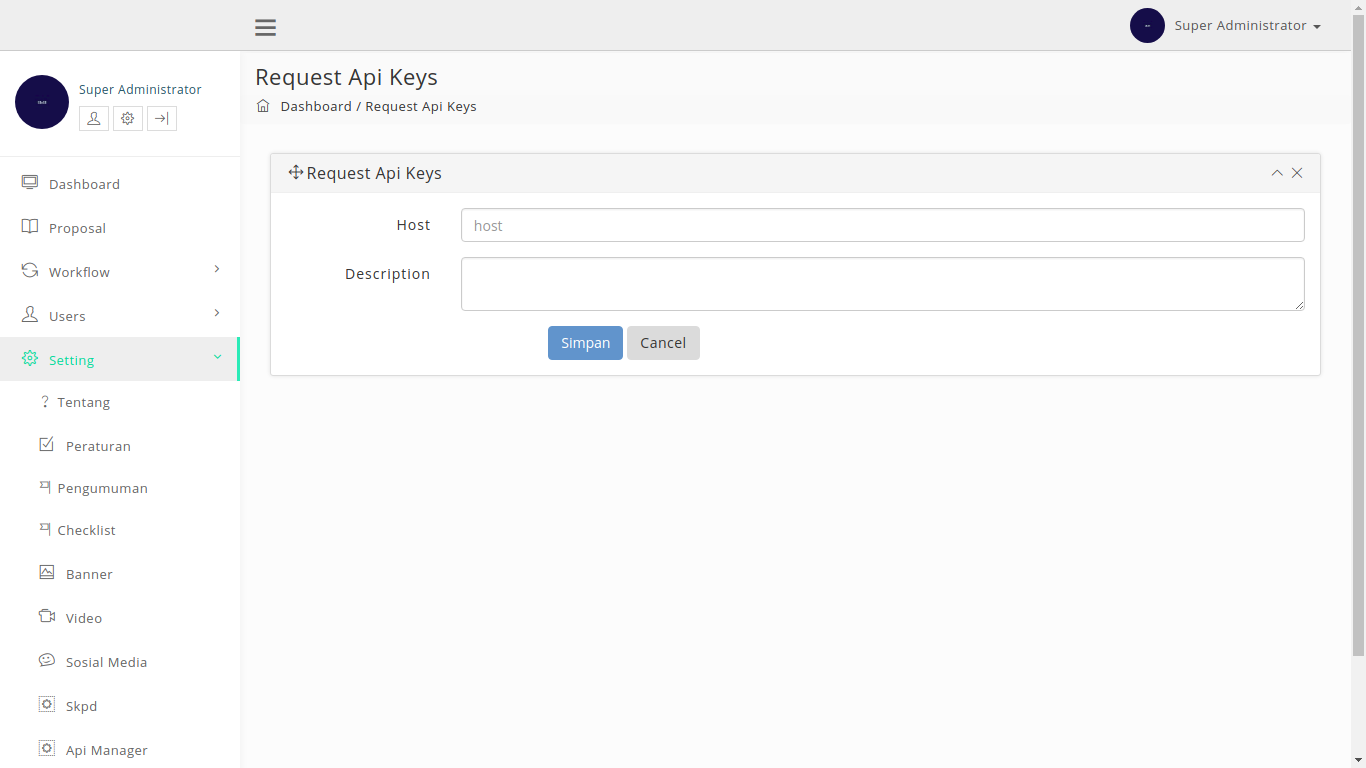 Super Administrator
Super Administrator
Request Api Keys
Dashboard / Request Api Keys
Dashboard
Proposal
Workflow
Users
Setting
Tentang
Peraturan
Pengumuman
Checklist
Banner
Video
Sosial Media
Skpd
Api Manager
Request Api Keys
Host
host
Description
Simpan
Cancel